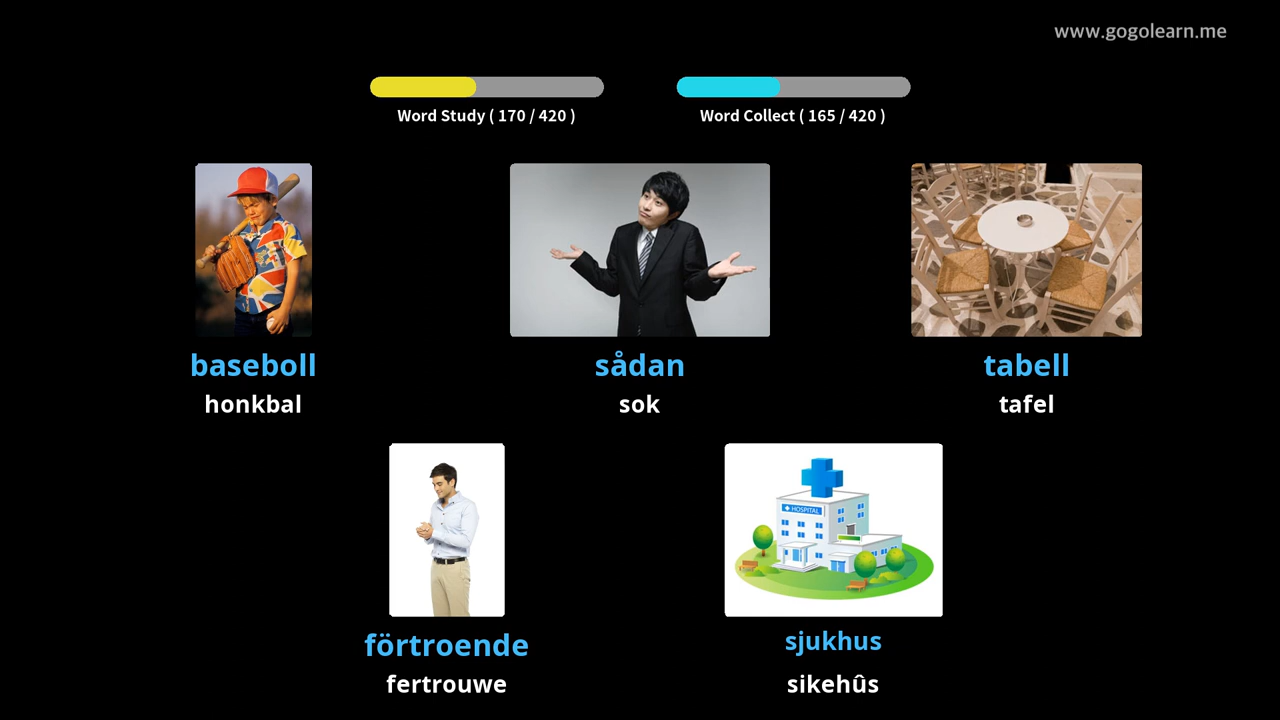 www.gogolearn.me
Word Study ( 170 / 420 )
Word Collect ( 165 / 420 )
baseboll
honkbal
sådan
sok
tabell
tafel
HOSPITAL
förtroende
fertrouwe
sjukhus
sikehûs